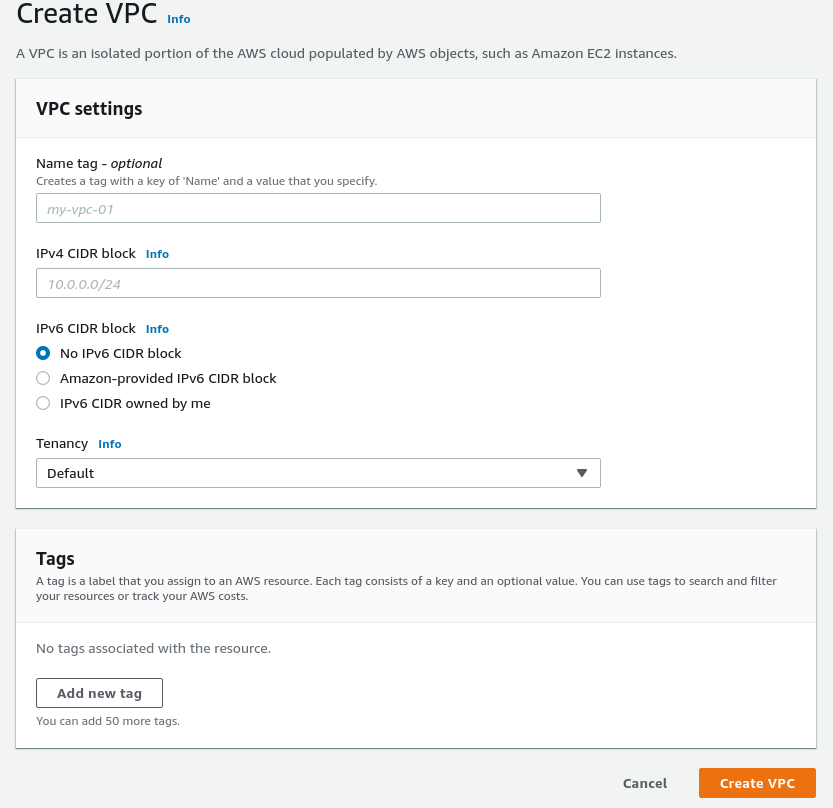 Create VPC Info
A VPC is an isolated portion of the AWS cloud populated by AWS objects, such as Amazon EC2 instances.
VPC settings
Name tag - optional
Creates a tag with a key of 'Name' and a value that you specify.
my-vpc-01
IPv4 CIDR block Info
10.0.0.0/24
IPv6 CIDR block Info
No IPv6 CIDR block
Amazon-provided IPv6 CIDR block
IPv6 CIDR owned by me
Tenancy Info
Default
Tags
A tag is a label that you assign to an AWS resource. Each tag consists of a key and an optional value. You can use tags to search and filter
your resources or track your AWS costs.
No tags associated with the resource.
Add new tag
You can add 50 more tags.
Cancel Create VPC